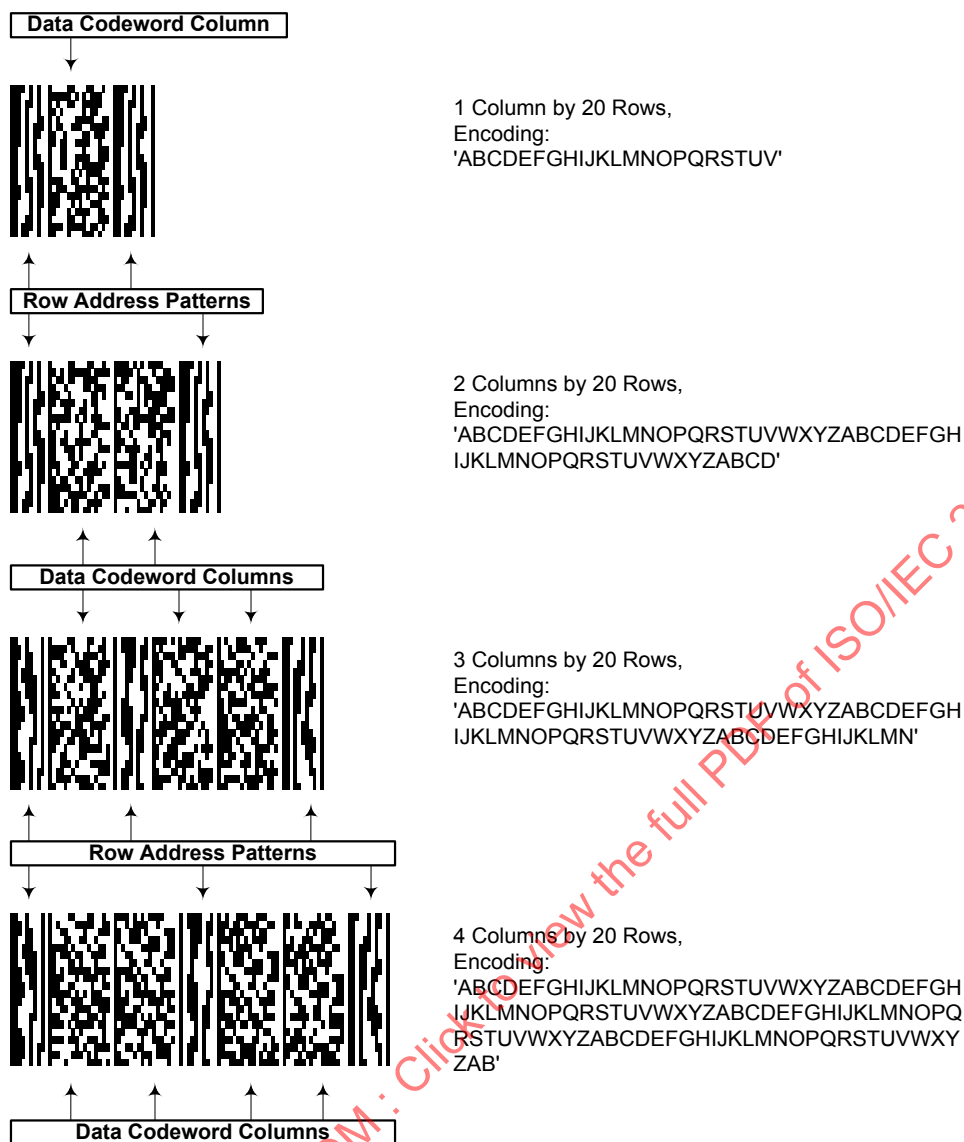 Data Codeword Column
1 Column by 20 Rows,
Encoding:
'ABCDEFGHIJKLMNOPQRSTUV'
Row Address Patterns
2 Columns by 20 Rows,
Encoding:
'ABCDEFGHIJKLMNOPQRSTUVWXYZABCDEFGH
IJKLMNOPQRSTUVWXYZABCD'
Data Codeword Columns
3 Columns by 20 Rows,
Encoding:
'ABCDEFGHIJKLMNOPQRSTUVWXYZABCDEFGH
IJKLMNOPQRSTUVWXYZABCDEFGHIJKLMN'
Row Address Patterns
4 Columns by 20 Rows,
Encoding:
'ABCDEFGHIJKLMNOPQRSTUVWXYZABCDEFGH
IJKLMNOPQRSTUVWXYZABCDEFGHIJKLMNOPQ
RSTUVWXYZABCDEFGHIJKLMNOPQRSTUVWXY
ZAB'
Data Codeword Columns
: Click to view the full PDF of ISO/IEC